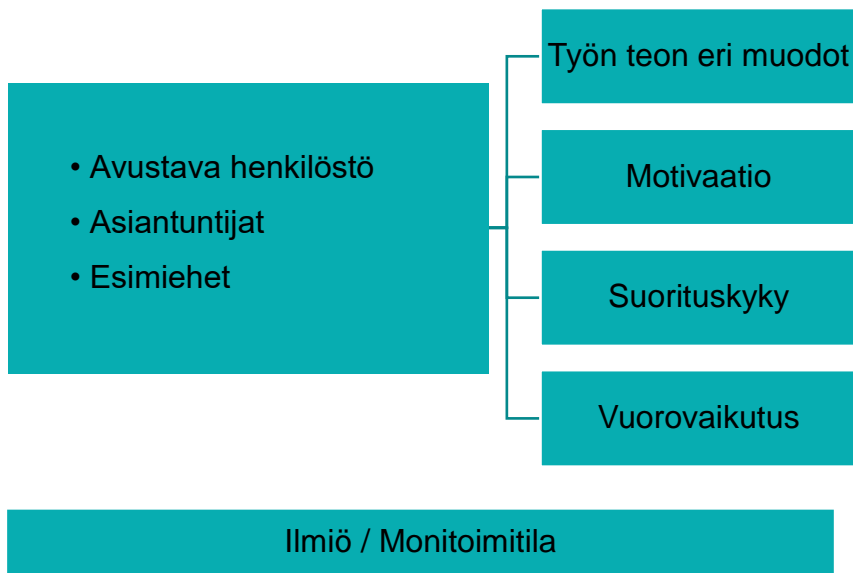 • Avustava henkilöstö
• Asiantuntijat
• Esimiehet
Työn teon eri muodot
Motivaatio
Suorituskyky
Vuorovaikutus
Ilmiö / Monitoimitila